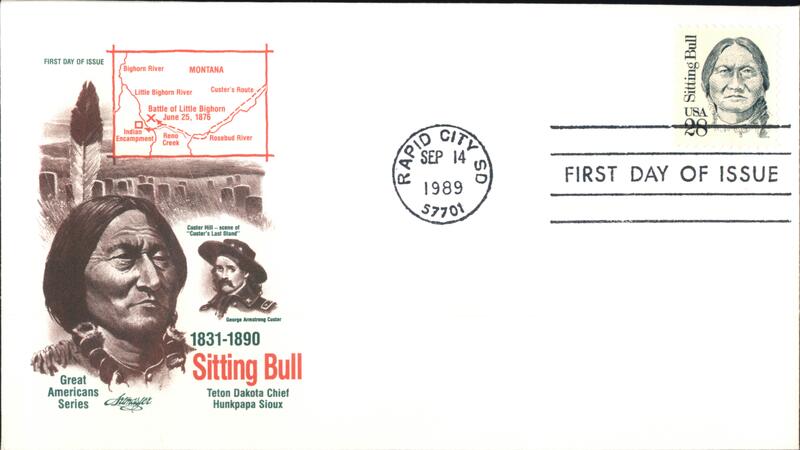 FIRST DAY OF ISSUE
Bighorn River
MONTANA
Little Bighorn River
Custer's Route
Battle of Little Bighorn
June 25, 1876
Indian
Encampment
Reno
Creek
Rosebud River
Custer Hill – scene of
"Custer's Last Stand"
George Armstrong Custer
1831-1890
Sitting Bull
Teton Dakota Chief
Hunkpapa Sioux
Great
Americans
Series
RAPID CITY SD
SEP 14
1989
57701
Sitting Bull
USA
28
FIRST DAY OF ISSUE